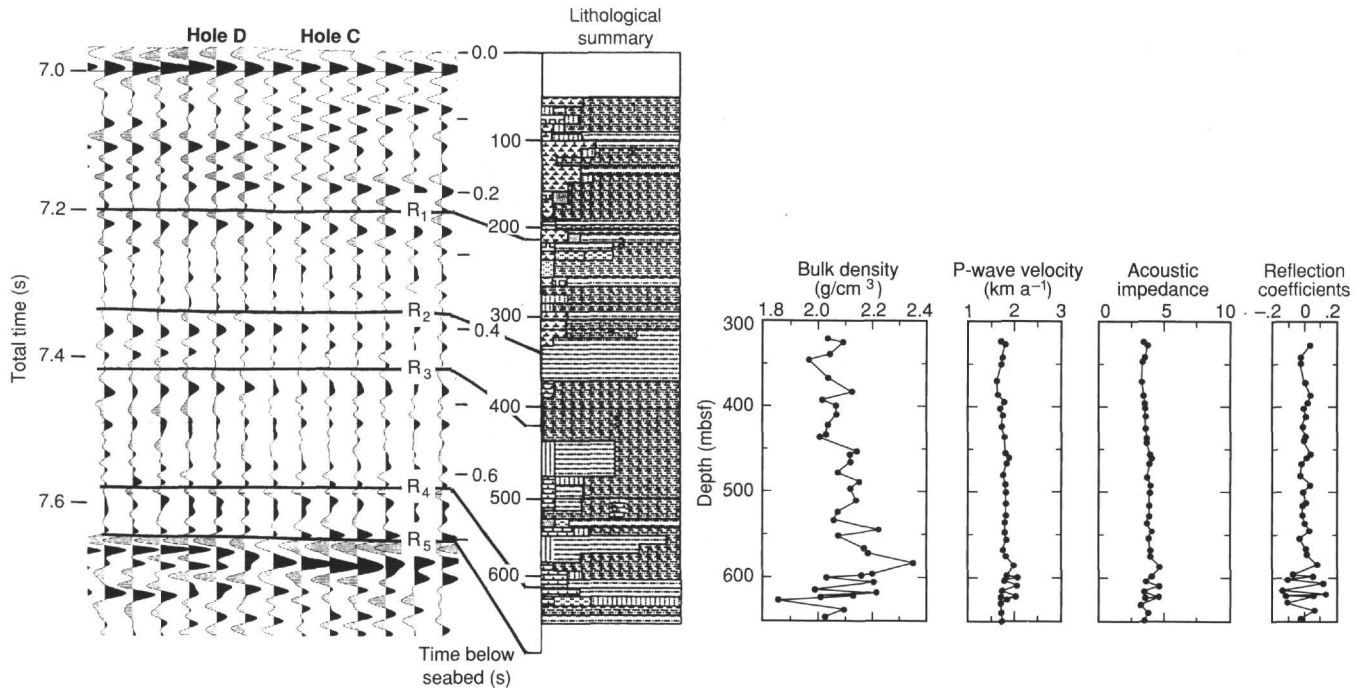 Hole D Hole C
Lithological
summary
Total time (s)
7.0
7.2
7.4
7.6
R1
R2
R3
R4
R5
0.0
0.2
0.4
0.6
Time below
seabed (s)
100
200
300
400
500
600
Bulk density
(g/cm³)
1.8 2.0 2.2 2.4
Depth (mbsf)
300
400
500
600
P-wave velocity
(km a⁻¹)
1 2 3
Acoustic
impedance
0 5 10
Reflection
coefficients
–.2 0 .2